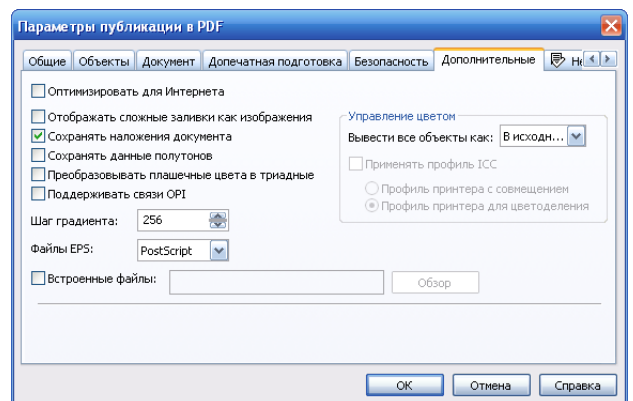 Параметры публикации в PDF
Общие Объекты Документ Допечатная подготовка Безопасность Дополнительные
Оптимизировать для Интернета
Отображать сложные заливки как изображения
Сохранять наложения документа
Сохранять данные полутонов
Преобразовывать плашечные цвета в триадные
Поддерживать связи OPI
Шаг градиента: 256
Файлы EPS: PostScript
Встроенные файлы: Обзор
Управление цветом
Вывести все объекты как: В исходн...
Применять профиль ICC
Профиль принтера с совмещением
Профиль принтера для цветоделения
OK Отмена Справка